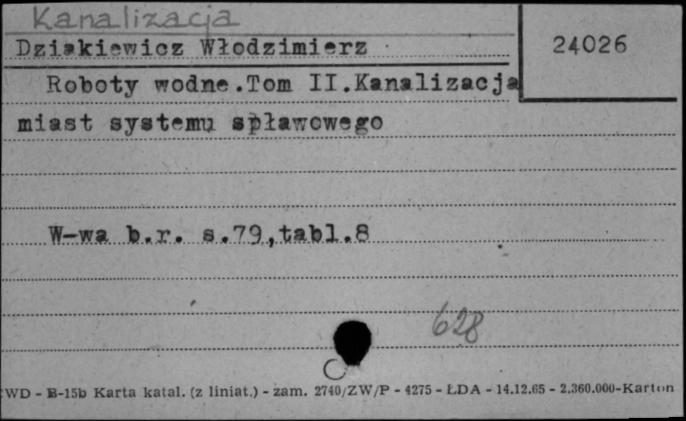 Kanalizacja
Dziakiewicz Włodzimierz
24026
Roboty wodne.Tom II.Kanalizacja
miast systemu spławowego
W-wa b.r. s.79,tabl.8
628
WD - B-15b Karta katal. (z liniat.) - zam. 2740/ZW/P - 4275 - ŁDA - 14.12.65 - 2.360.000-Karton